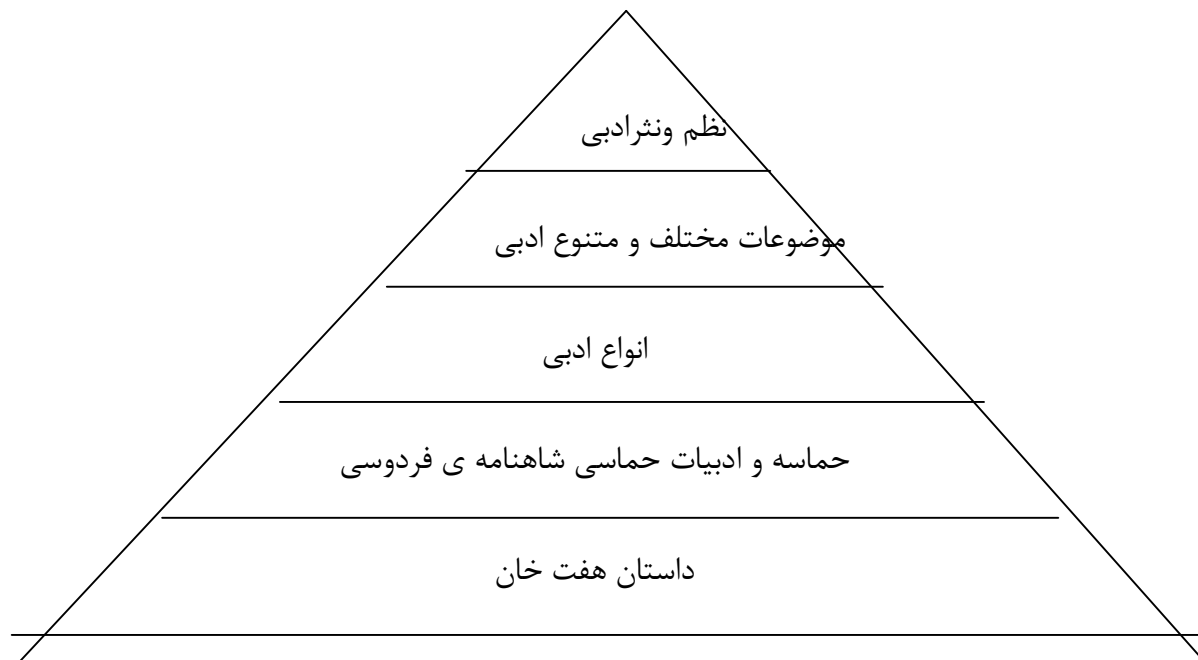 نظم ونثرادبی
موضوعات مختلف و متنوع ادبی
انواع ادبی
حماسه و ادبیات حماسی شاهنامه ی فردوسی
داستان هفت خان